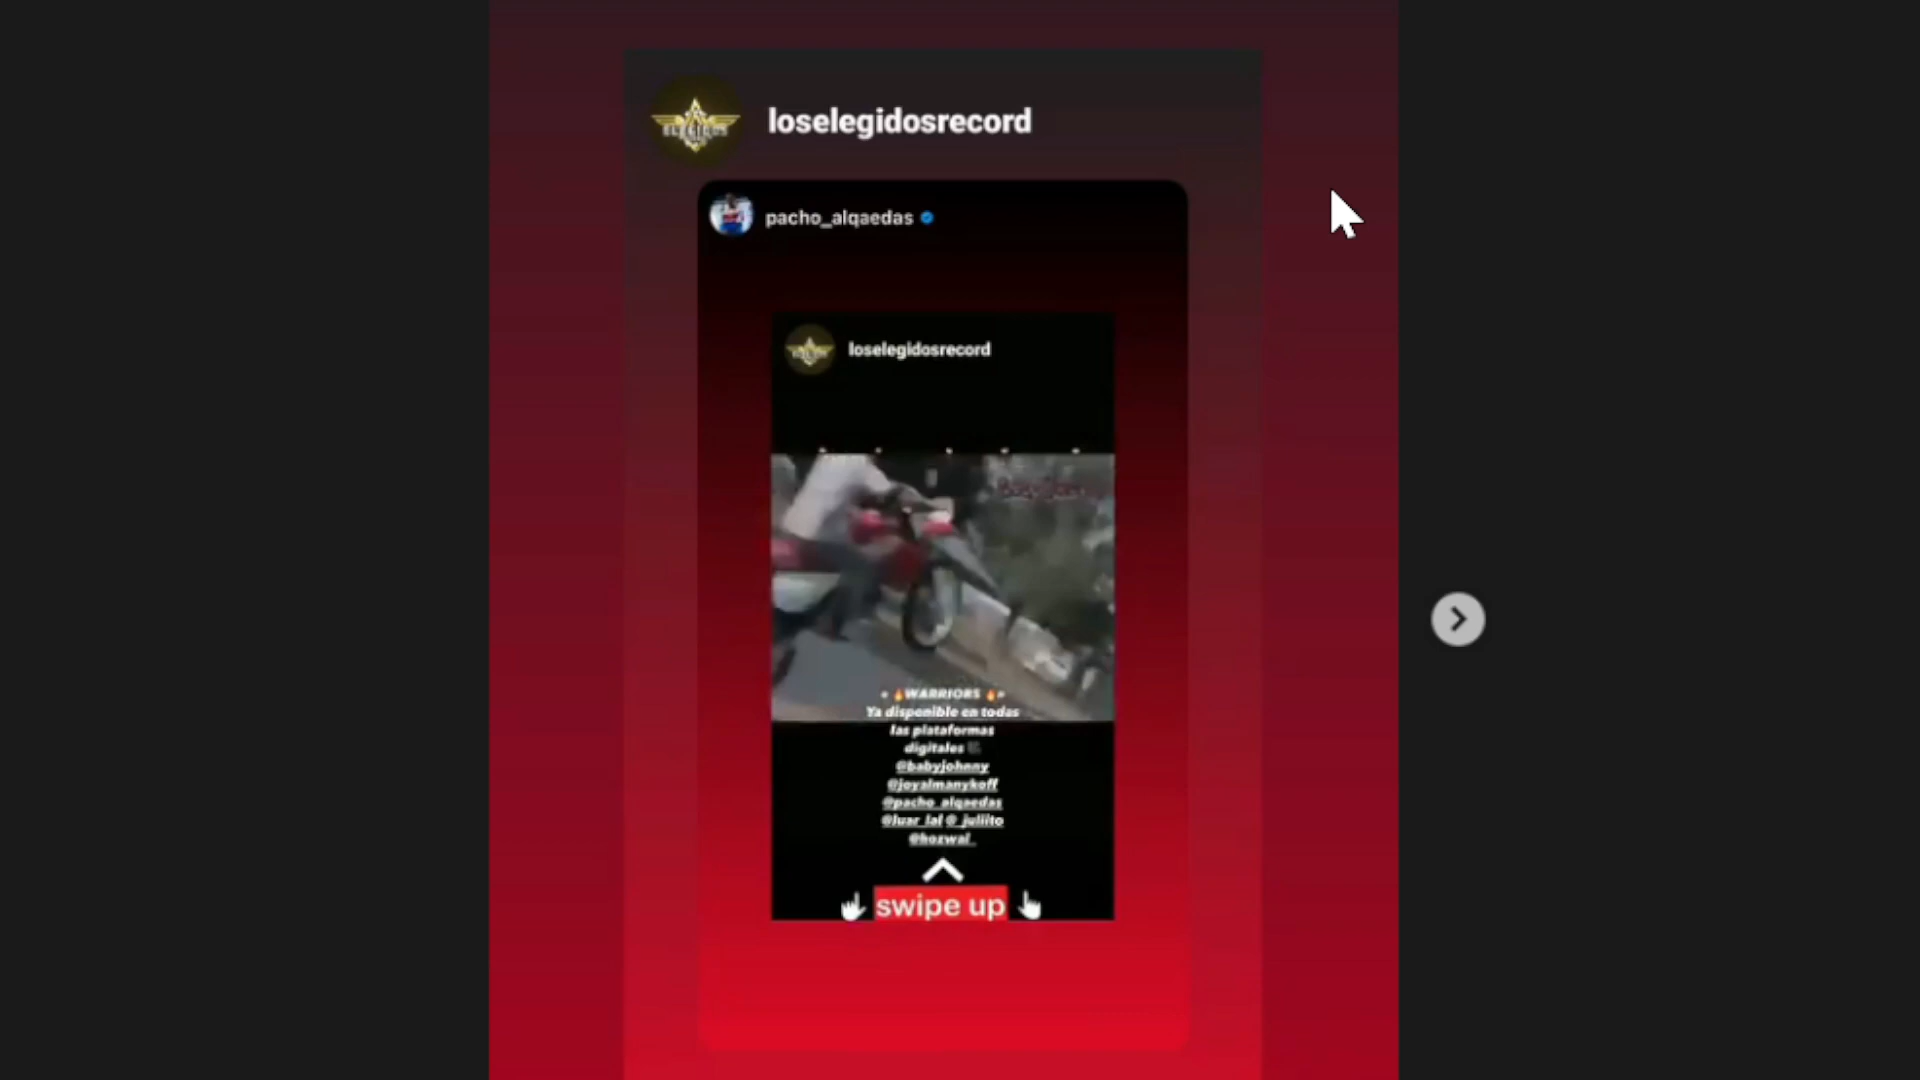 loselegidosrecord
pacho_alqaedas
loselegidosrecord
🔥WARRIORS 🔥
Ya disponible en todas
las plataformas
digitales
@babyjohnny
@joyalmanykoff
@pacho_alqaedas
@luar_lal @_juliito
@hozwal_
swipe up